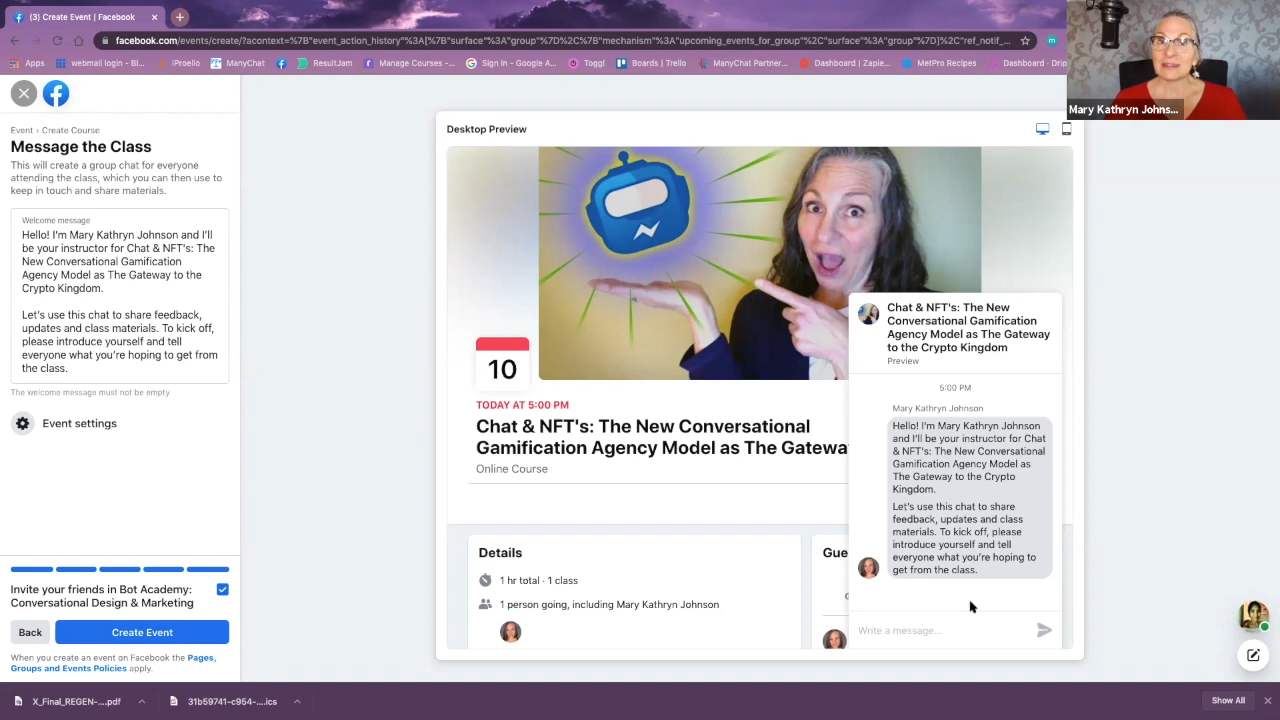 (3) Create Event | Facebook
facebook.com/events/create/?acontext=%7B"event_action_history"%3A[%7B"surface"%3A"group"%7D%2C%7B"mechanism"%3A"upcoming_events_for_group"%2C"surface"%3A"group"%7D]%2C"ref_notif_...
Apps
webmail login - Bl...
iProello
ManyChat
ResultJam
Manage Courses -...
Sign In - Google A...
Toggl
Boards | Trello
ManyChat Partner...
Dashboard | Zapie...
MetPro Recipes
Dashboard - Drip
Mary Kathryn Johns...
Event › Create Course
Message the Class
This will create a group chat for everyone
attending the class, which you can then use to
keep in touch and share materials.
Welcome message
Hello! I'm Mary Kathryn Johnson and I'll
be your instructor for Chat & NFT's: The
New Conversational Gamification
Agency Model as The Gateway to the
Crypto Kingdom.
Let's use this chat to share feedback,
updates and class materials. To kick off,
please introduce yourself and tell
everyone what you're hoping to get from
the class.
The welcome message must not be empty
Event settings
Invite your friends in Bot Academy:
Conversational Design & Marketing
Back
Create Event
When you create an event on Facebook the Pages,
Groups and Events Policies apply.
Desktop Preview
10
TODAY AT 5:00 PM
Chat & NFT's: The New Conversational
Gamification Agency Model as The Gatewa
Online Course
Details
1 hr total · 1 class
1 person going, including Mary Kathryn Johnson
Gue
Chat & NFT's: The New
Conversational Gamification
Agency Model as The Gateway
to the Crypto Kingdom
Preview
5:00 PM
Mary Kathryn Johnson
Hello! I'm Mary Kathryn Johnson
and I'll be your instructor for Chat
& NFT's: The New Conversational
Gamification Agency Model as
The Gateway to the Crypto
Kingdom.
Let's use this chat to share
feedback, updates and class
materials. To kick off, please
introduce yourself and tell
everyone what you're hoping to
get from the class.
Write a message...
X_Final_REGEN-....pdf
31b59741-c954-....ics
Show All